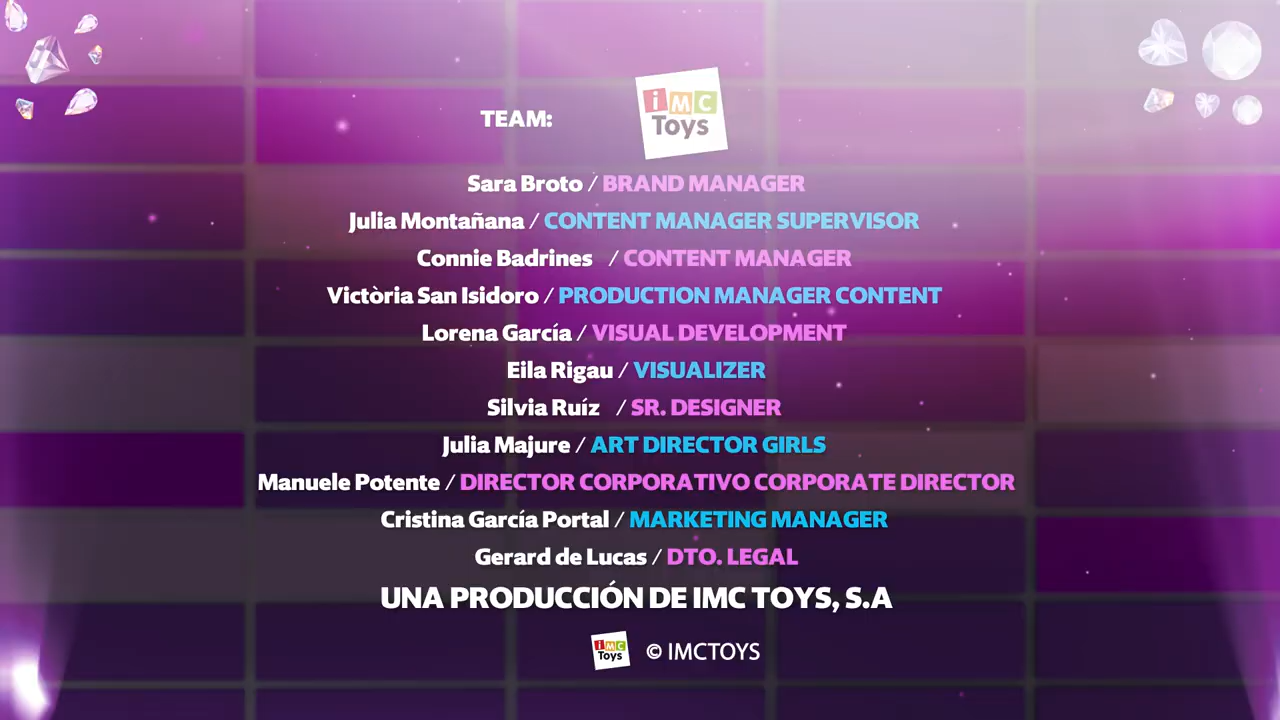 TEAM: iMC Toys
Sara Broto / BRAND MANAGER
Julia Montañana / CONTENT MANAGER SUPERVISOR
Connie Badrines / CONTENT MANAGER
Victòria San Isidoro / PRODUCTION MANAGER CONTENT
Lorena García / VISUAL DEVELOPMENT
Eila Rigau / VISUALIZER
Silvia Ruíz / SR. DESIGNER
Julia Majure / ART DIRECTOR GIRLS
Manuele Potente / DIRECTOR CORPORATIVO CORPORATE DIRECTOR
Cristina García Portal / MARKETING MANAGER
Gerard de Lucas / DTO. LEGAL
UNA PRODUCCIÓN DE IMC TOYS, S.A
iMC Toys © IMCTOYS